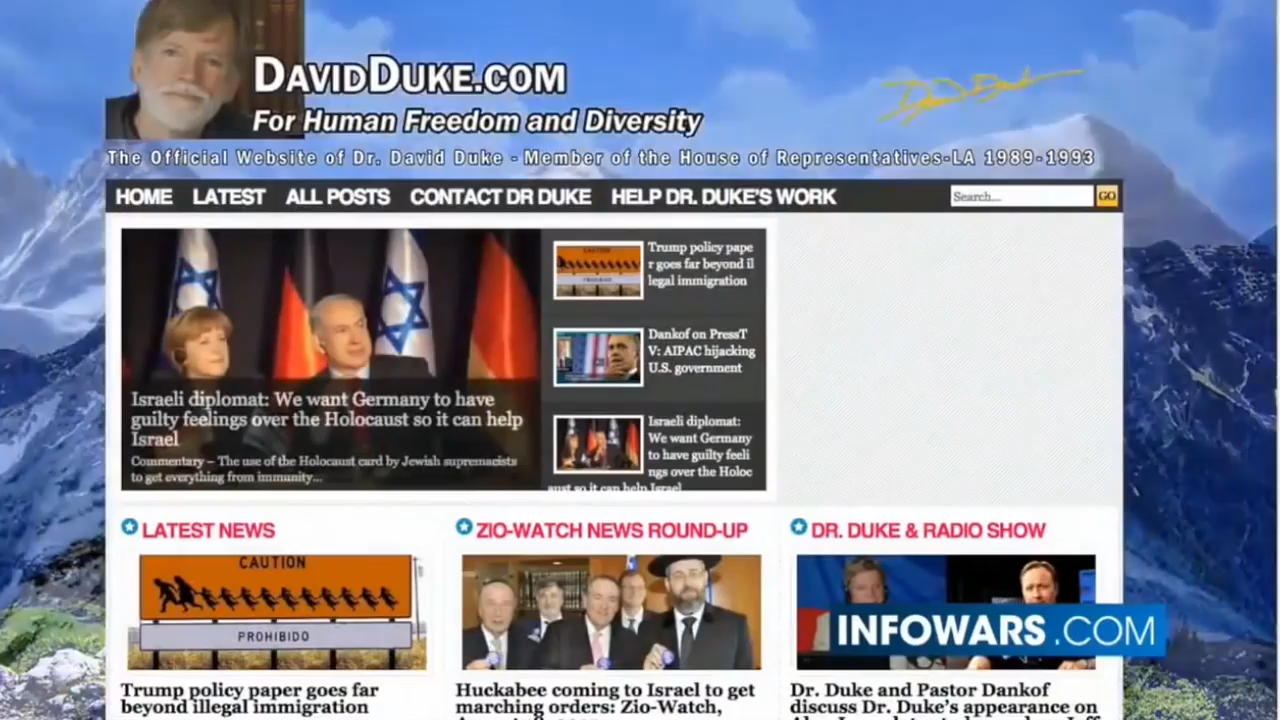 DAVIDDUKE.COM
For Human Freedom and Diversity
The Official Website of Dr. David Duke - Member of the House of Representatives-LA 1989-1993
HOME LATEST ALL POSTS CONTACT DR DUKE HELP DR. DUKE'S WORK Search... GO
Israeli diplomat: We want Germany to have
guilty feelings over the Holocaust so it can help
Israel
Commentary – The use of the Holocaust card by Jewish supremacists
to get everything from immunity...
Trump policy pape
r goes far beyond il
legal immigration
Dankof on PressT
V: AIPAC hijacking
U.S. government
Israeli diplomat:
We want Germany
to have guilty feeli
ngs over the Holoc
aust so it can help Israel
LATEST NEWS
CAUTION
PROHIBIDO
Trump policy paper goes far
beyond illegal immigration
ZIO-WATCH NEWS ROUND-UP
Huckabee coming to Israel to get
marching orders: Zio-Watch,
DR. DUKE & RADIO SHOW
INFOWARS.COM
Dr. Duke and Pastor Dankof
discuss Dr. Duke's appearance on